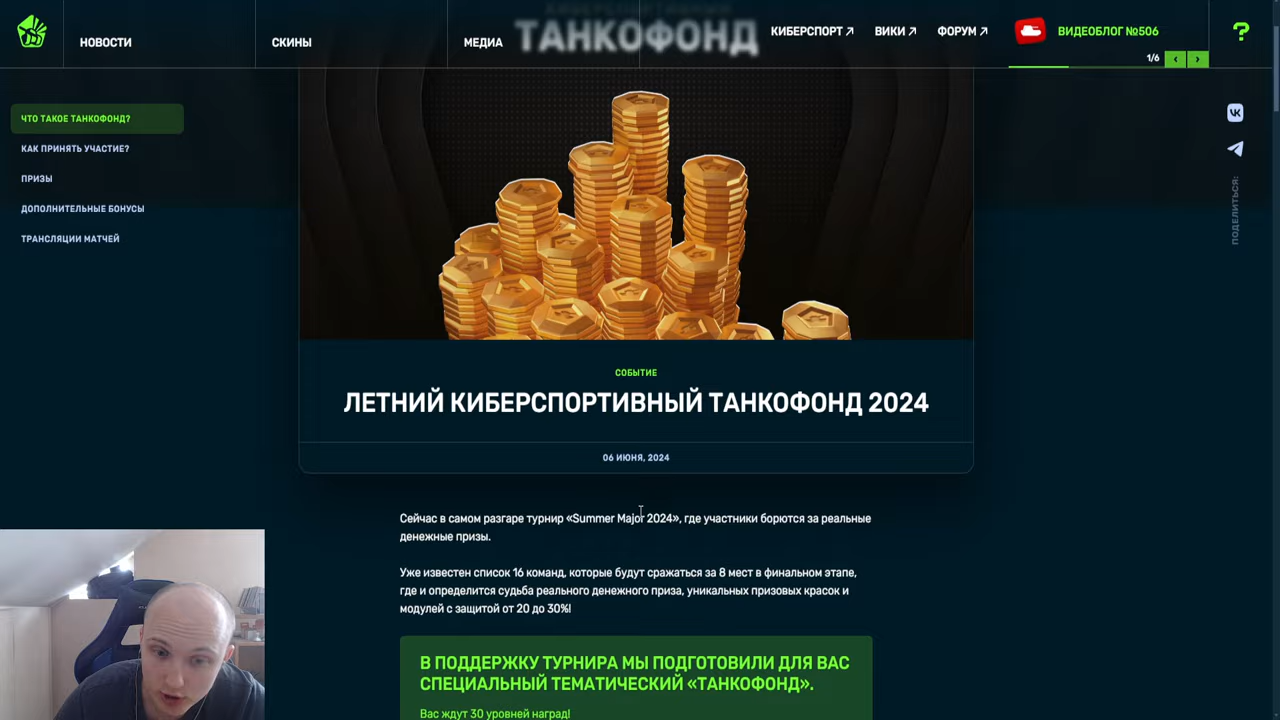 НОВОСТИ
СКИНЫ
МЕДИА
ТАНКОФОНД
КИБЕРСПОРТ
ВИКИ
ФОРУМ
ВИДЕОБЛОГ №506
?
1/6
ЧТО ТАКОЕ ТАНКОФОНД?
КАК ПРИНЯТЬ УЧАСТИЕ?
ПРИЗЫ
ДОПОЛНИТЕЛЬНЫЕ БОНУСЫ
ТРАНСЛЯЦИИ МАТЧЕЙ
ПОДЕЛИТЬСЯ:
СОБЫТИЕ
ЛЕТНИЙ КИБЕРСПОРТИВНЫЙ ТАНКОФОНД 2024
06 ИЮНЯ, 2024
Сейчас в самом разгаре турнир «Summer Major 2024», где участники борются за реальные
денежные призы.
Уже известен список 16 команд, которые будут сражаться за 8 мест в финальном этапе,
где и определится судьба реального денежного приза, уникальных призовых красок и
модулей с защитой от 20 до 30%!
В ПОДДЕРЖКУ ТУРНИРА МЫ ПОДГОТОВИЛИ ДЛЯ ВАС
СПЕЦИАЛЬНЫЙ ТЕМАТИЧЕСКИЙ «ТАНКОФОНД».
Вас ждут 30 уровней наград!